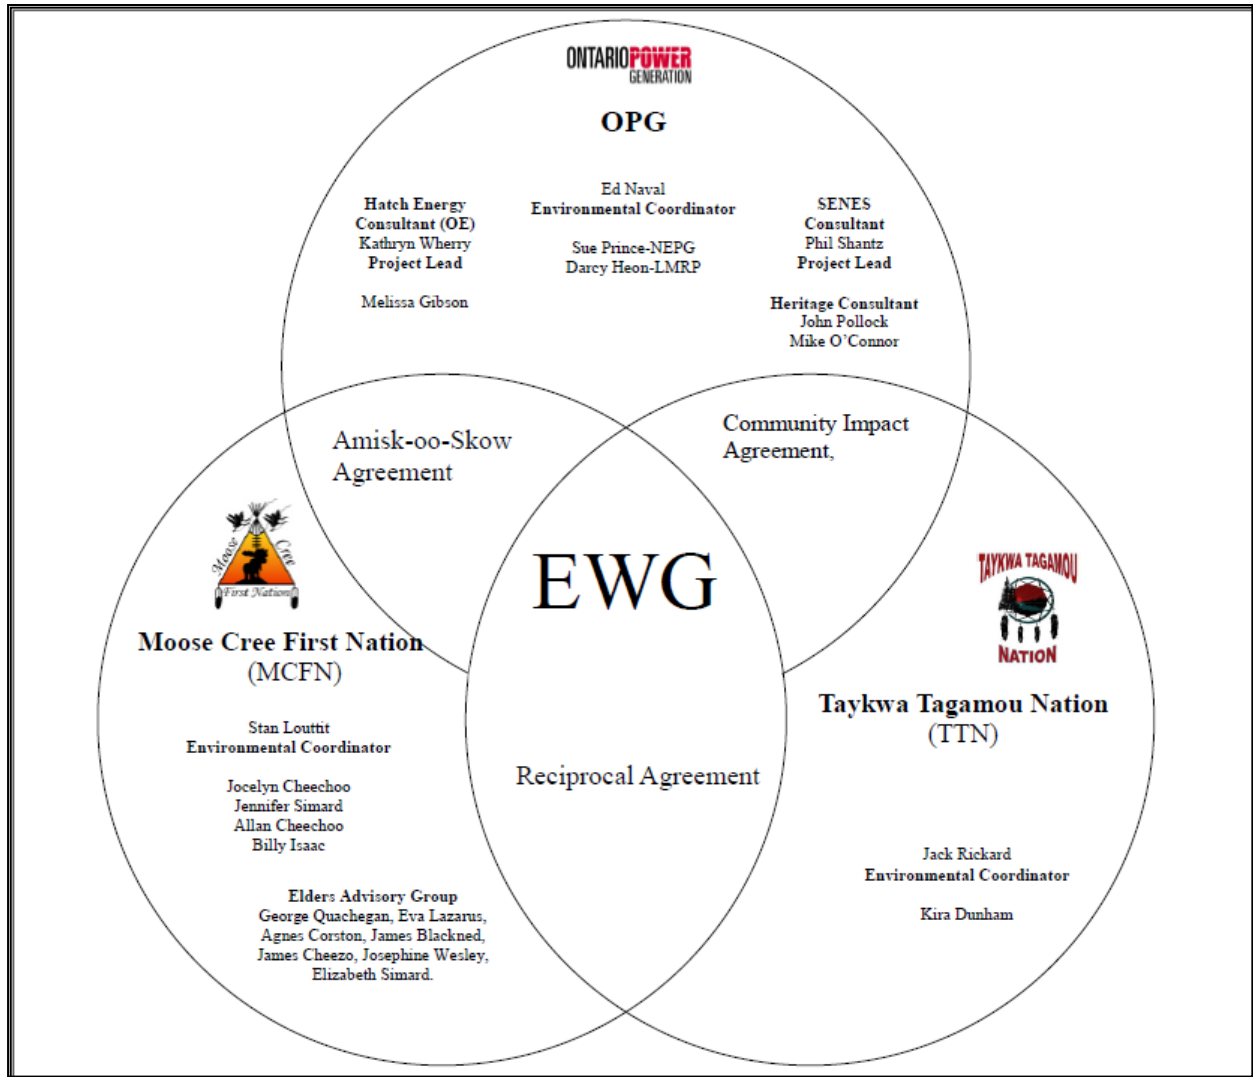 ONTARIOPOWER
GENERATION
OPG
Hatch Energy
Consultant (OE)
Kathryn Wherry
Project Lead
Melissa Gibson
Ed Naval
Environmental Coordinator
Sue Prince-NEPG
Darcy Heon-LMRP
SENES
Consultant
Phil Shantz
Project Lead
Heritage Consultant
John Pollock
Mike O'Connor
Amisk-oo-Skow
Agreement
Community Impact
Agreement,
EWG
Moose Cree
First Nation
Moose Cree First Nation
(MCFN)
Stan Louttit
Environmental Coordinator
Jocelyn Cheechoo
Jennifer Simard
Allan Cheechoo
Billy Isaac
Elders Advisory Group
George Quachegan, Eva Lazarus,
Agnes Corston, James Blackned,
James Cheezo, Josephine Wesley,
Elizabeth Simard.
Reciprocal Agreement
TAYKWA TAGAMOU
NATION
Taykwa Tagamou Nation
(TTN)
Jack Rickard
Environmental Coordinator
Kira Dunham